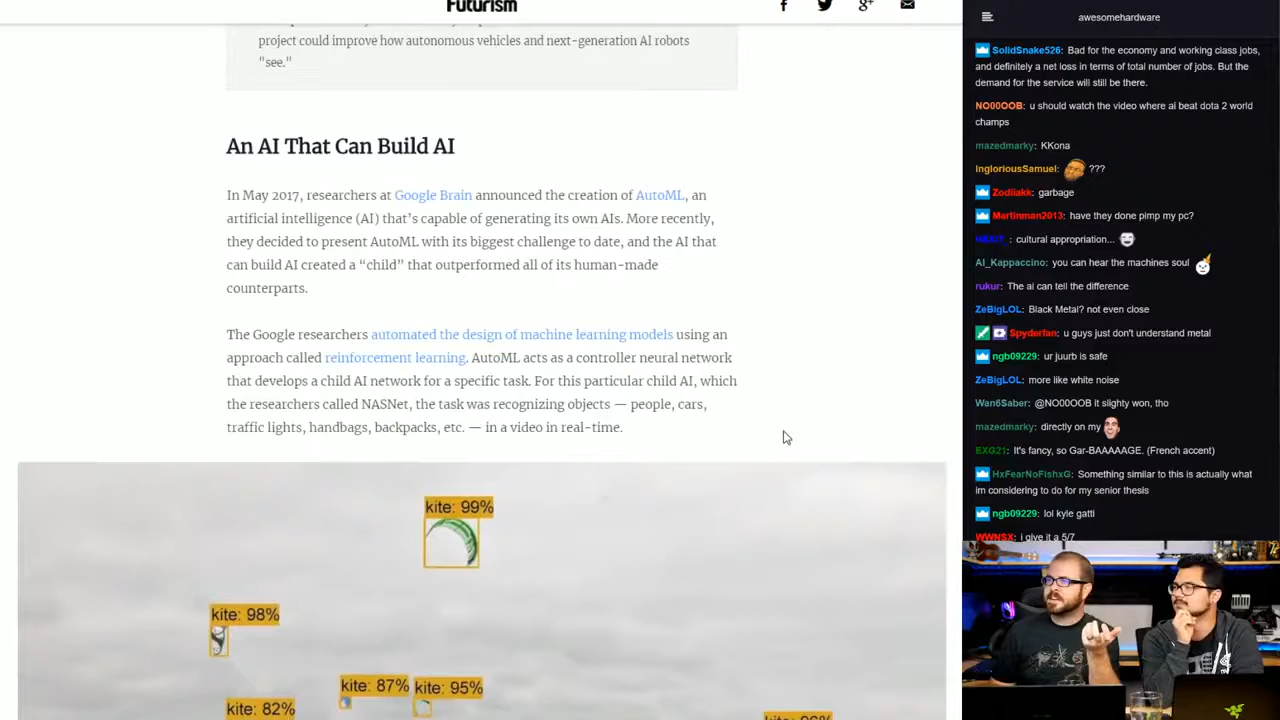 Futurism
project could improve how autonomous vehicles and next-generation AI robots
"see."
An AI That Can Build AI
In May 2017, researchers at Google Brain announced the creation of AutoML, an
artificial intelligence (AI) that's capable of generating its own AIs. More recently,
they decided to present AutoML with its biggest challenge to date, and the AI that
can build AI created a “child” that outperformed all of its human-made
counterparts.
The Google researchers automated the design of machine learning models using an
approach called reinforcement learning. AutoML acts as a controller neural network
that develops a child AI network for a specific task. For this particular child AI, which
the researchers called NASNet, the task was recognizing objects — people, cars,
traffic lights, handbags, backpacks, etc. — in a video in real-time.
kite: 99%
kite: 98%
kite: 87%
kite: 95%
kite: 82%
kite: 96%
awesomehardware
SolidSnake526: Bad for the economy and working class jobs,
and definitely a net loss in terms of total number of jobs. But the
demand for the service will still be there.
NO00OOB: u should watch the video where ai beat dota 2 world
champs
mazedmarky: KKona
IngloriousSamuel: ???
Zodiiakk: garbage
Martinman2013: have they done pimp my pc?
: cultural appropriation...
AI_Kappaccino: you can hear the machines soul
rukur: The ai can tell the difference
ZeBigLOL: Black Metal? not even close
Spyderfan: u guys just don't understand metal
ngb09229: ur juurb is safe
ZeBigLOL: more like white noise
Wan6Saber: @NO00OOB it slighty won, tho
mazedmarky: directly on my
EXG21: It's fancy, so Gar-BAAAAAGE. (French accent)
HxFearNoFishxG: Something similar to this is actually what
im considering to do for my senior thesis
ngb09229: lol kyle gatti
WWNSX: i give it a 5/7